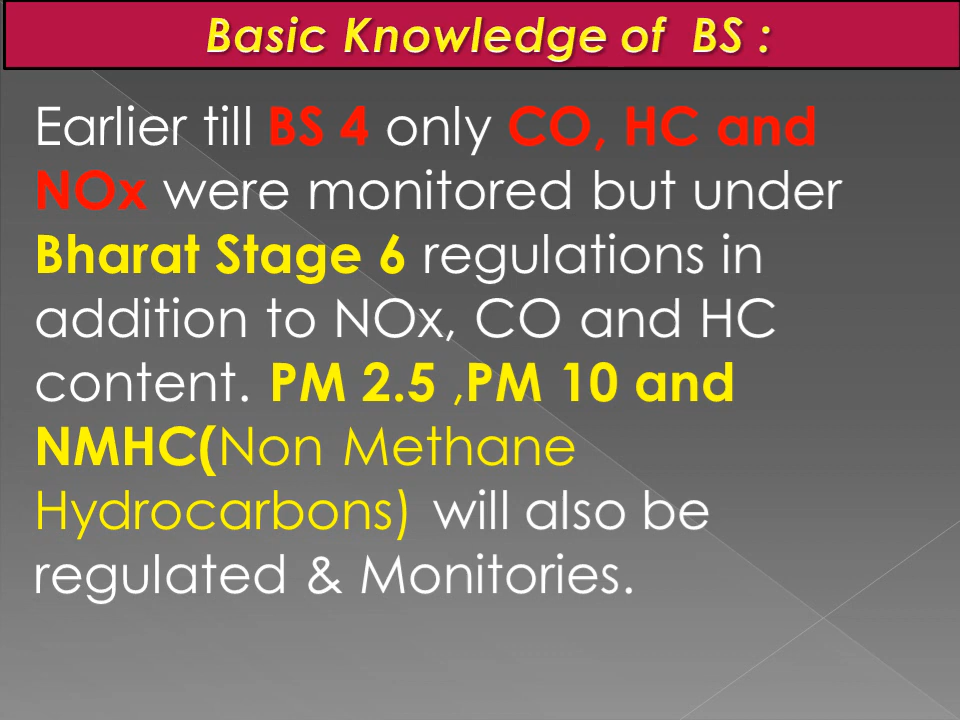 Basic Knowledge of BS :
Earlier till BS 4 only CO, HC and
NOx were monitored but under
Bharat Stage 6 regulations in
addition to NOx, CO and HC
content. PM 2.5 ,PM 10 and
NMHC(Non Methane
Hydrocarbons) will also be
regulated & Monitories.